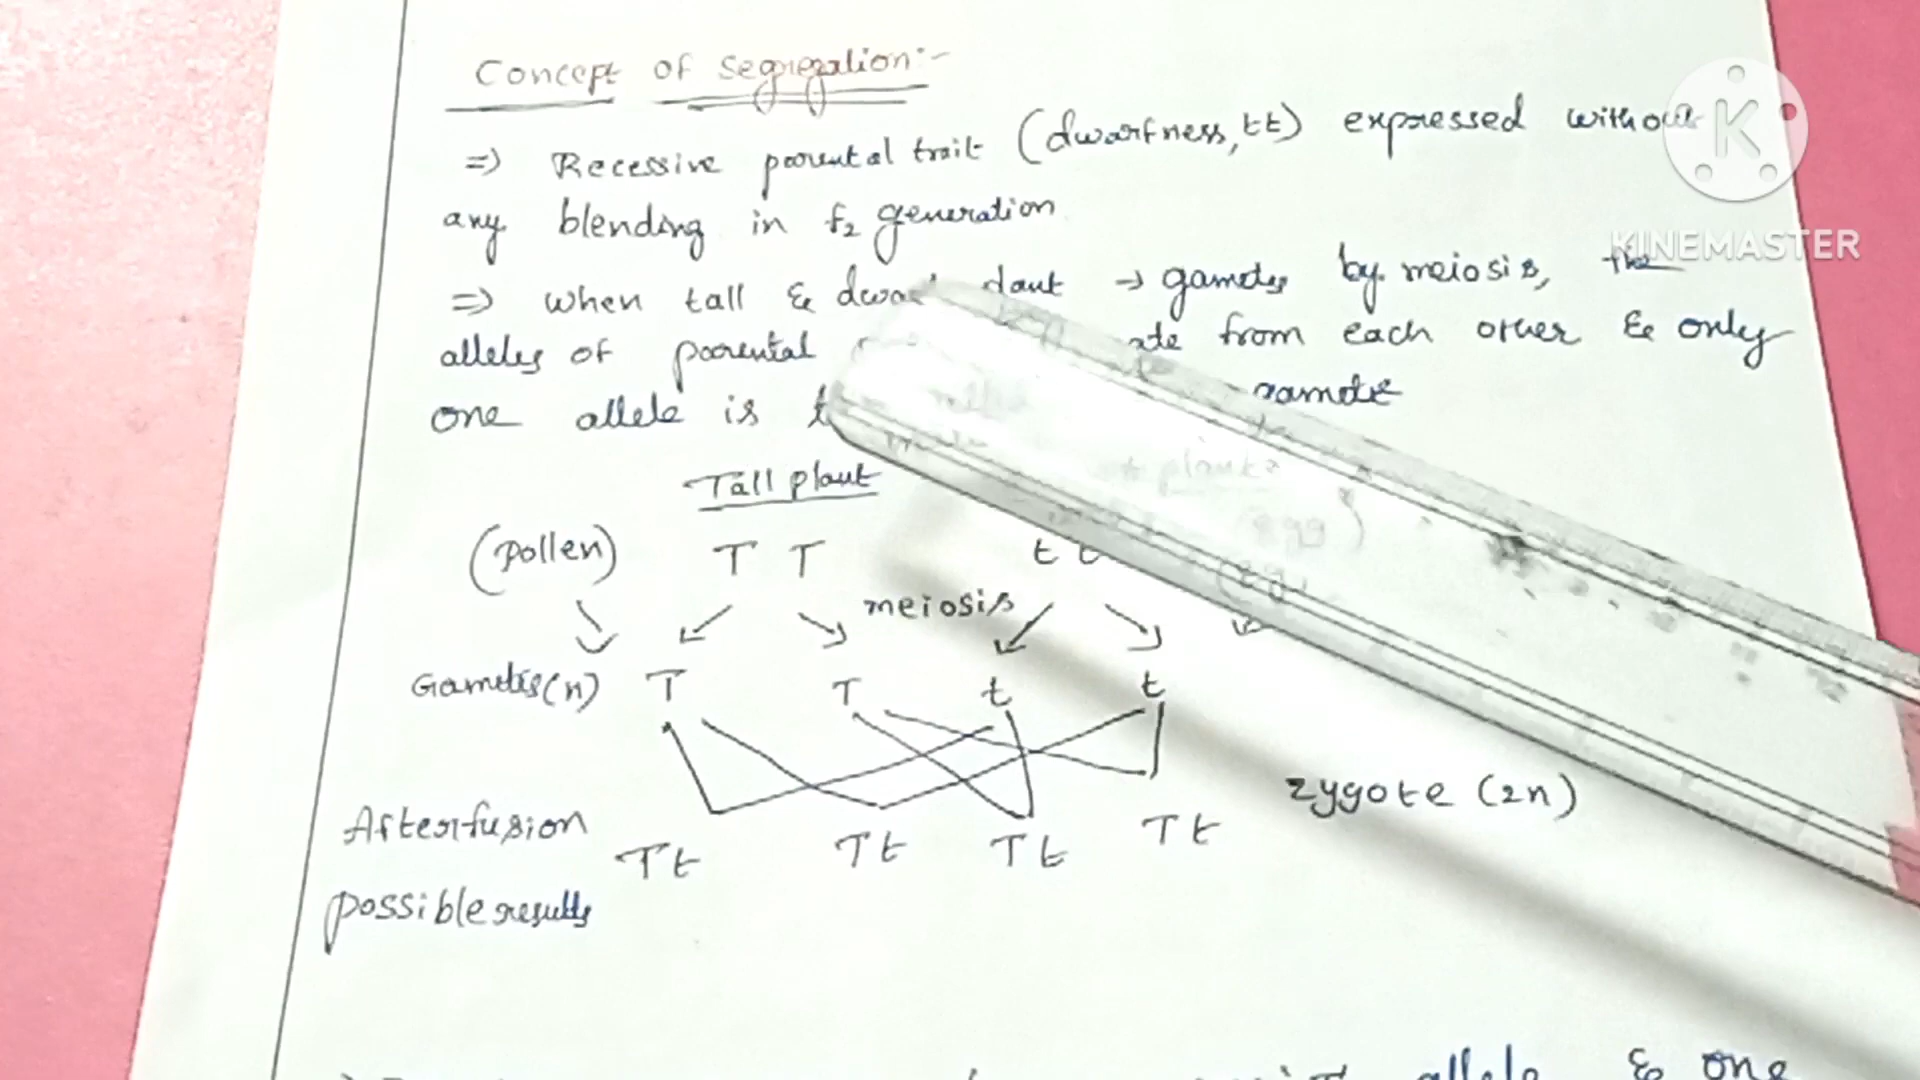 Concept of Segregation:-
=> Recessive parental trait (dwarfness, tt) expressed without
any blending in f2 generation
=> when tall & → gametes by meiosis, the
alleles of parental from each other & only
one allele is gamete
Tall plant
(pollen) T T t t
meiosis
Gametes(n) T T t t
zygote (2n)
After fusion Tt Tt Tt Tt
possible results
allele & one
K
KINEMASTER